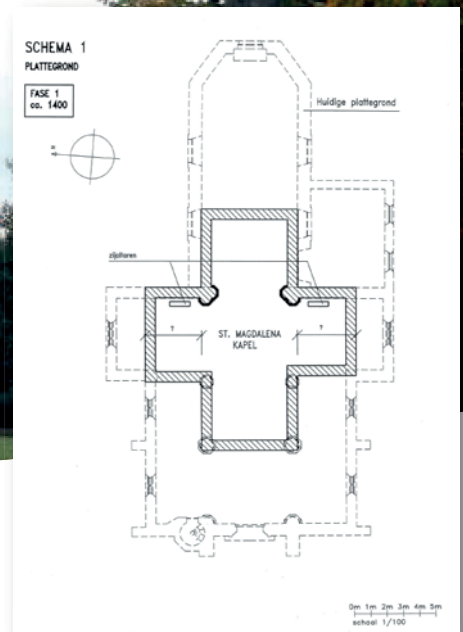 SCHEMA 1
PLATTEGROND
FASE 1
ca. 1400
N
Huidige plattegrond
zijaltaren
?
ST. MAGDALENA
KAPEL
?
0m 1m 2m 3m 4m 5m
schaal 1/100